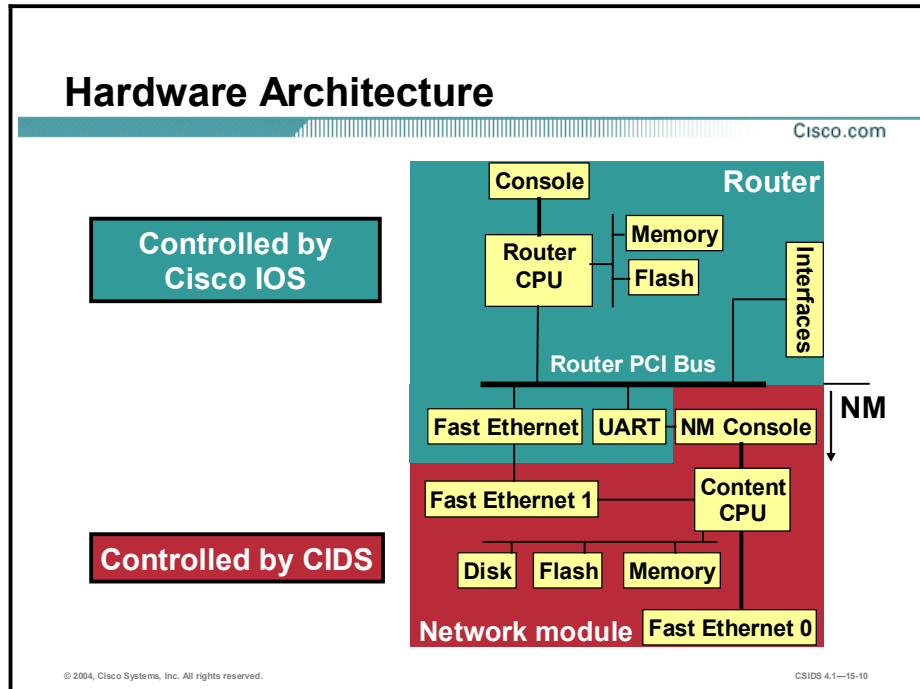 Hardware Architecture
Cisco.com
Console
Router
Controlled by
Cisco IOS
Router
CPU
Memory
Flash
Interfaces
Router PCI Bus
Fast Ethernet
UART
NM Console
NM
Fast Ethernet 1
Content
CPU
Controlled by CIDS
Disk
Flash
Memory
Network module
Fast Ethernet 0
© 2004, Cisco Systems, Inc. All rights reserved.
CSIDS 4.1—15-10